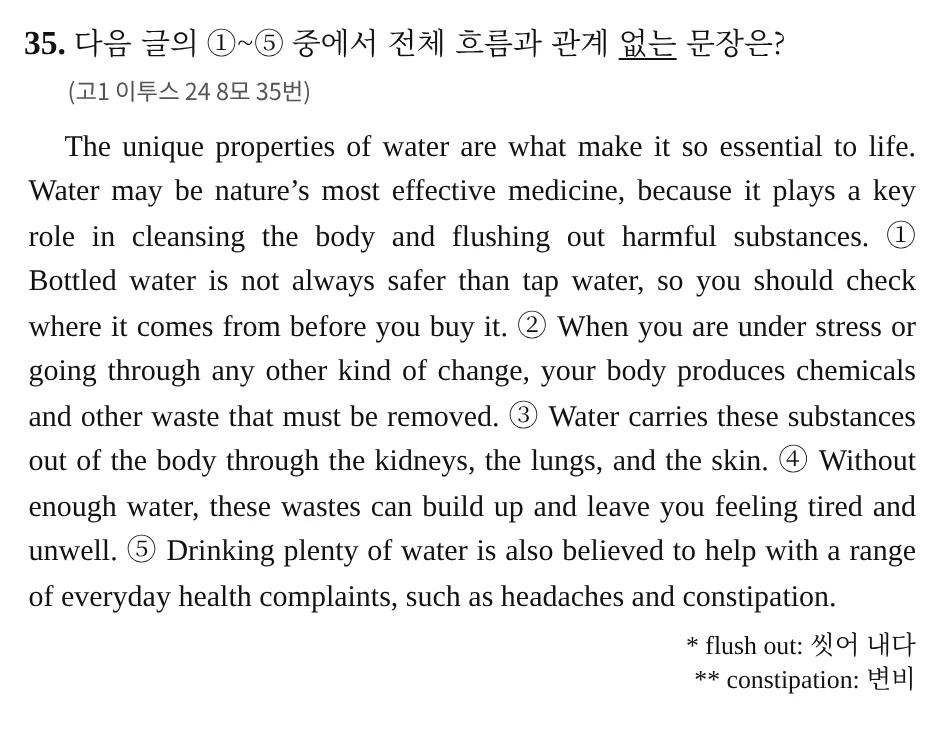 35. 다음 글의 ①~⑤ 중에서 전체 흐름과 관계 없는 문장은?
(고1 이투스 24 8모 35번)
The unique properties of water are what make it so essential to life.
Water may be nature’s most effective medicine, because it plays a key
role in cleansing the body and flushing out harmful substances. ①
Bottled water is not always safer than tap water, so you should check
where it comes from before you buy it. ② When you are under stress or
going through any other kind of change, your body produces chemicals
and other waste that must be removed. ③ Water carries these substances
out of the body through the kidneys, the lungs, and the skin. ④ Without
enough water, these wastes can build up and leave you feeling tired and
unwell. ⑤ Drinking plenty of water is also believed to help with a range
of everyday health complaints, such as headaches and constipation.
* flush out: 씻어 내다
** constipation: 변비